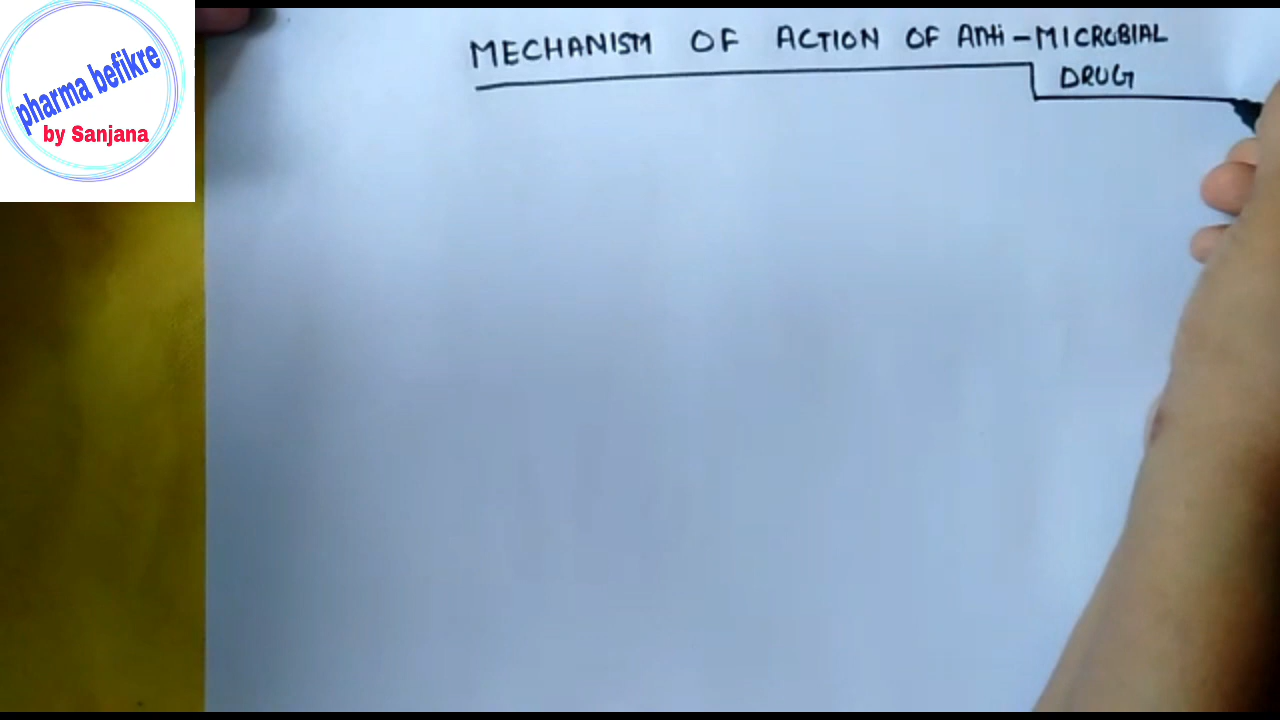 pharma befikre
by Sanjana
MECHANISM OF ACTION OF Anti-MICROBIAL
DRUG